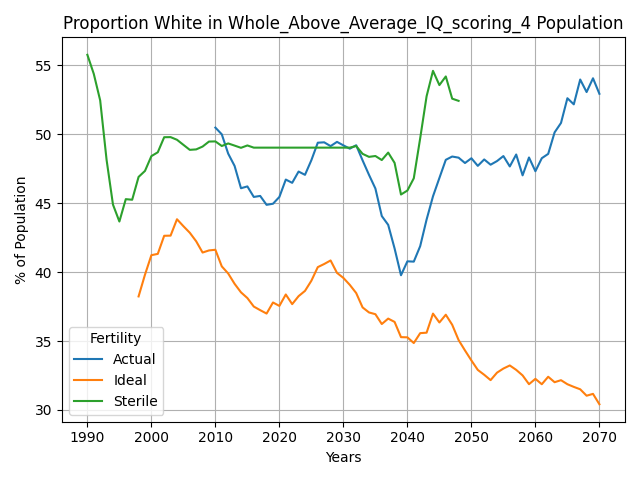 Proportion White in Whole_Above_Average_IQ_scoring_4 Population
% of Population
55
50
45
40
35
30
Fertility
Actual
Ideal
Sterile
1990
2000
2010
2020
2030
2040
2050
2060
2070
Years